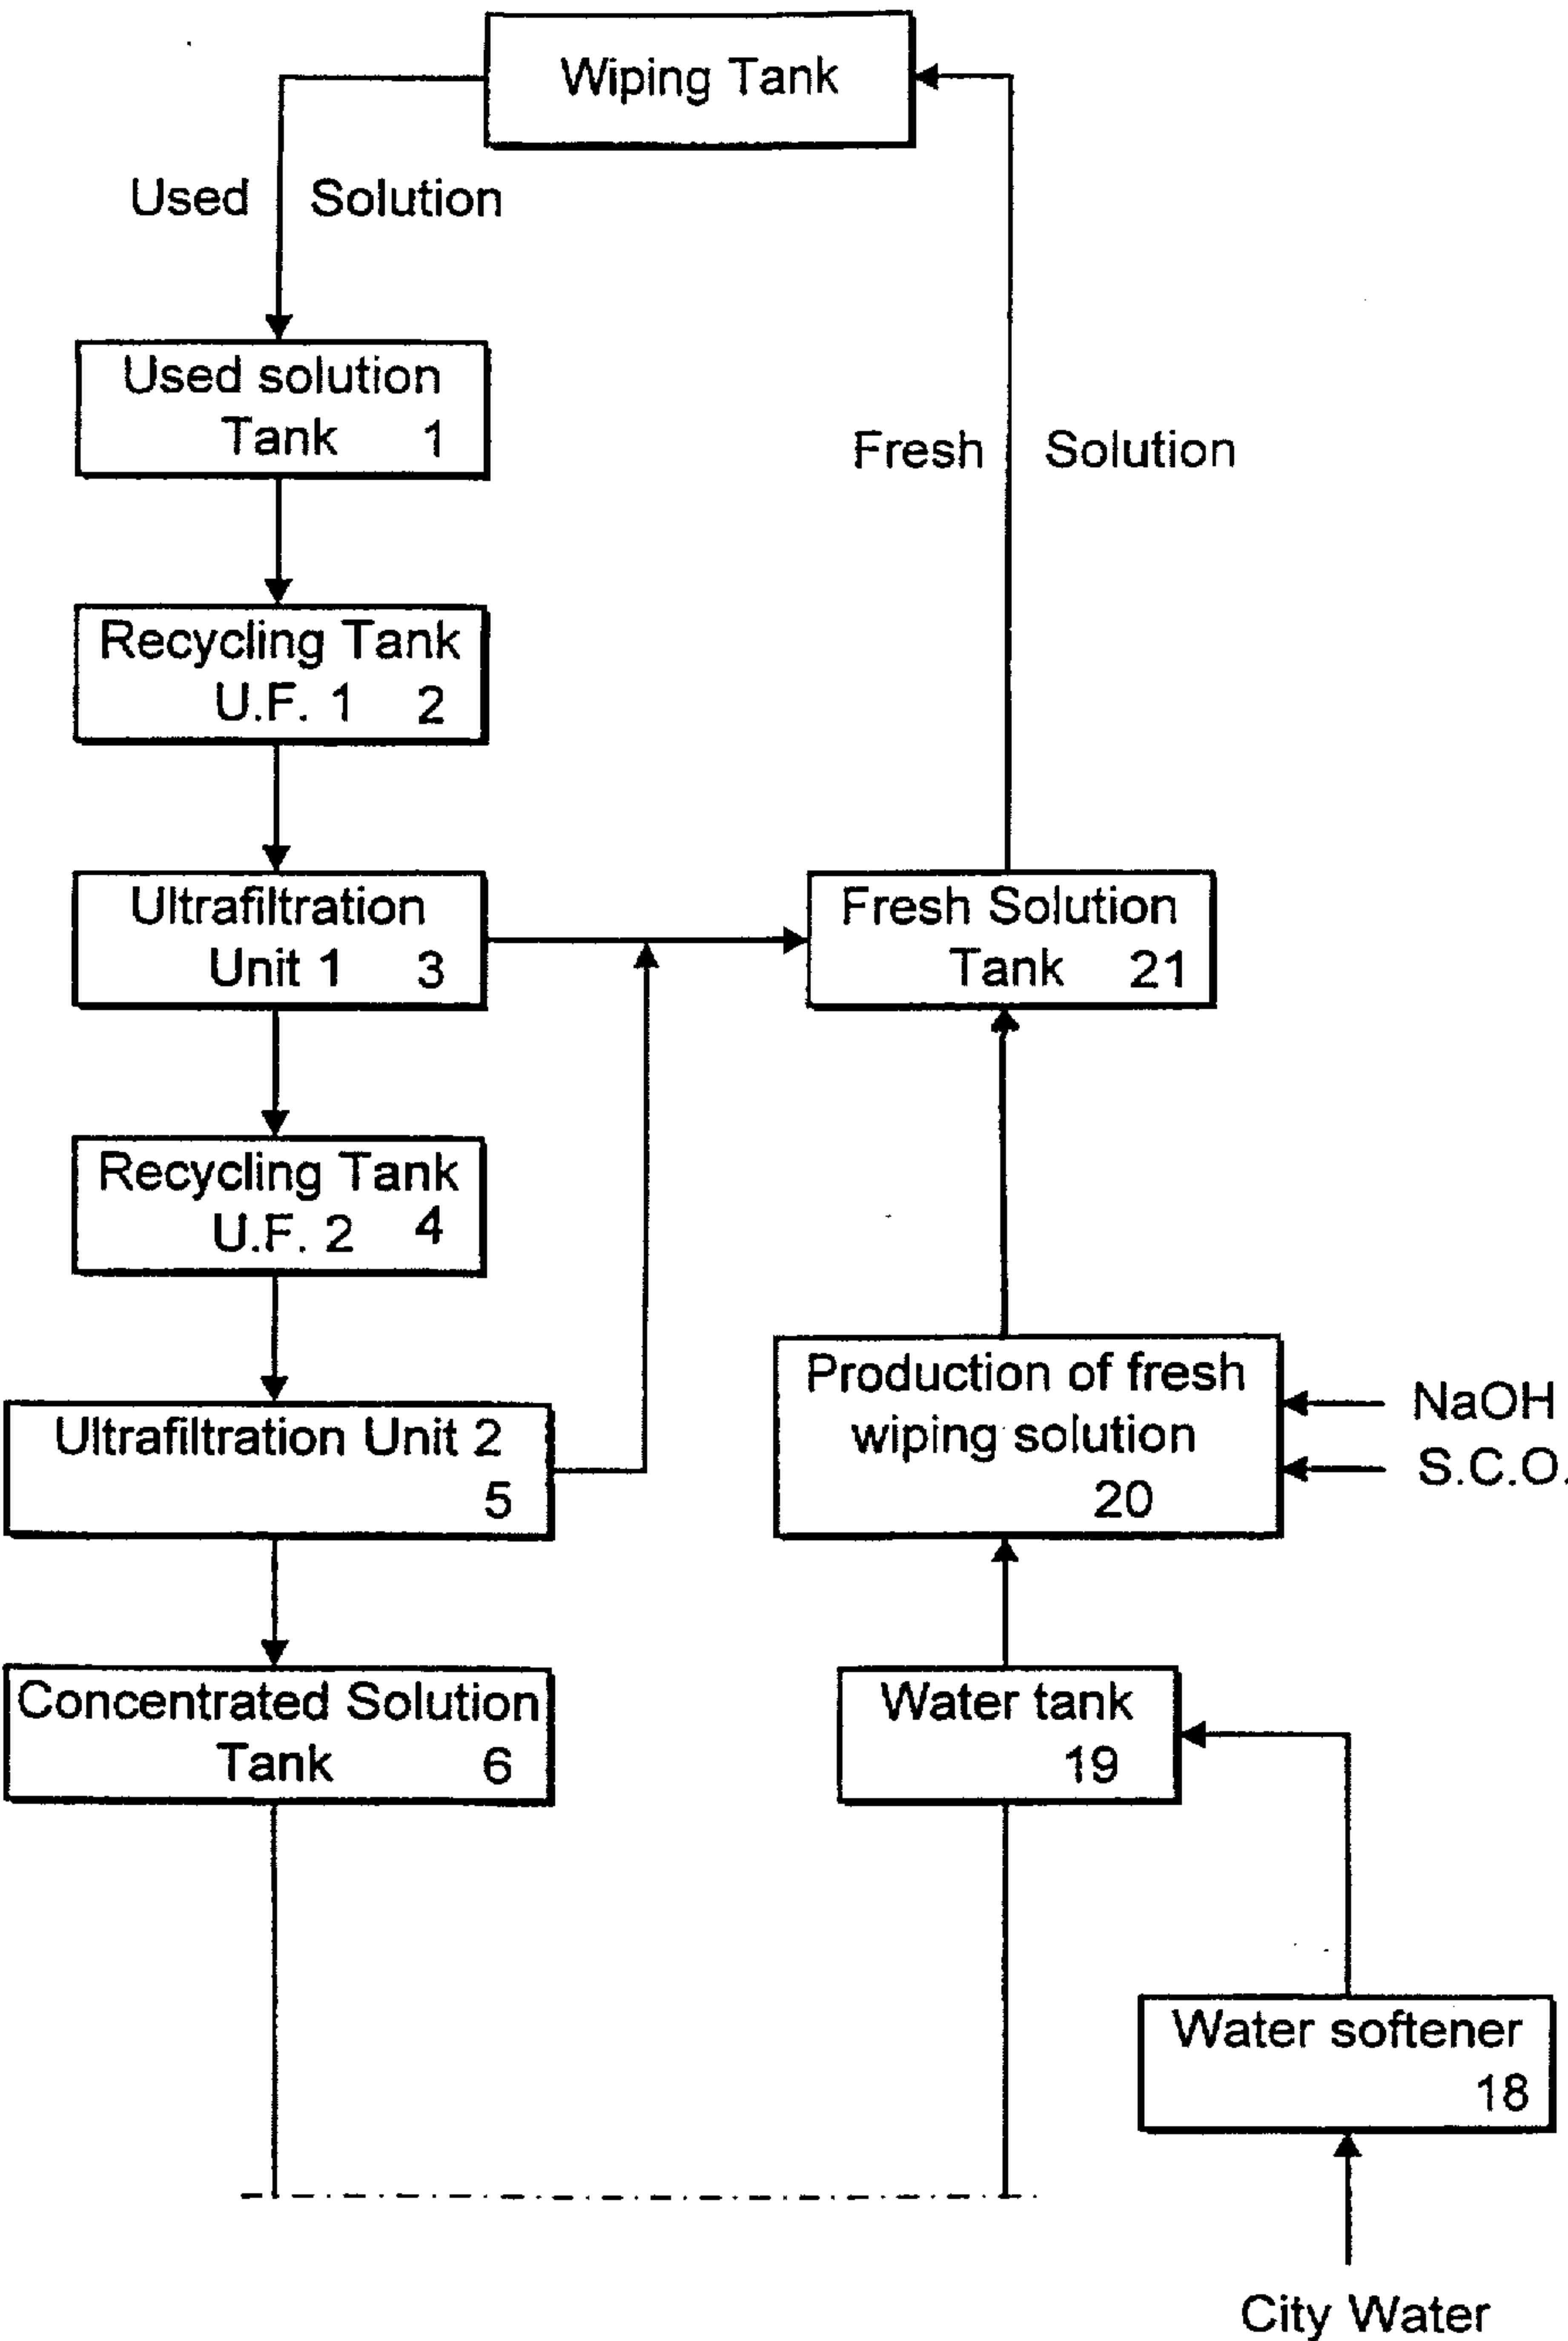 Wiping Tank
Used Solution
Used solution
Tank 1
Fresh Solution
Recycling Tank
U.F. 1 2
Ultrafiltration
Unit 1 3
Fresh Solution
Tank 21
Recycling Tank
U.F. 2 4
Production of fresh
wiping solution
20
NaOH
S.C.O.
Ultrafiltration Unit 2
5
Concentrated Solution
Tank 6
Water tank
19
Water softener
18
City Water